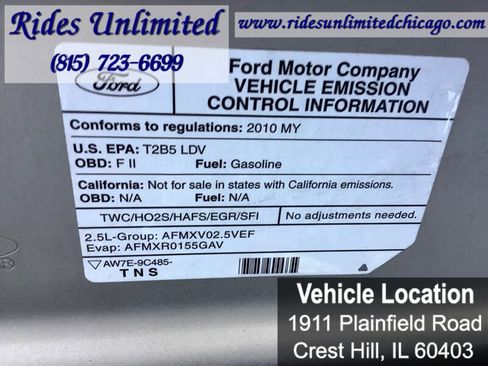 Rides Unlimited
www.ridesunlimitedchicago.com
(815) 723-6699
Ford
Ford Motor Company
VEHICLE EMISSION
CONTROL INFORMATION
Conforms to regulations: 2010 MY
U.S. EPA: T2B5 LDV
OBD: F II Fuel: Gasoline
California: Not for sale in states with California emissions.
OBD: N/A Fuel: N/A
TWC/HO2S/HAFS/EGR/SFI No adjustments needed.
2.5L-Group: AFMXV02.5VEF
Evap: AFMXR0155GAV
AW7E-9C485-
TNS
Vehicle Location
1911 Plainfield Road
Crest Hill, IL 60403